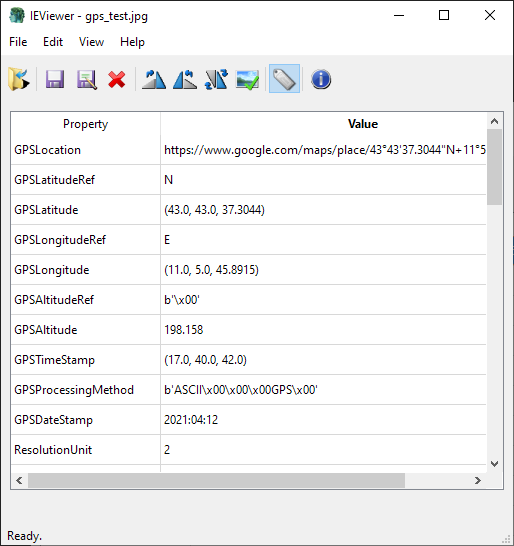 IEViewer - gps_test.jpg
File Edit View Help
Property Value
GPSLocation https://www.google.com/maps/place/43°43'37.3044"N+11°5
GPSLatitudeRef N
GPSLatitude (43.0, 43.0, 37.3044)
GPSLongitudeRef E
GPSLongitude (11.0, 5.0, 45.8915)
GPSAltitudeRef b'\x00'
GPSAltitude 198.158
GPSTimeStamp (17.0, 40.0, 42.0)
GPSProcessingMethod b'ASCII\x00\x00\x00GPS\x00'
GPSDateStamp 2021:04:12
ResolutionUnit 2
Ready.